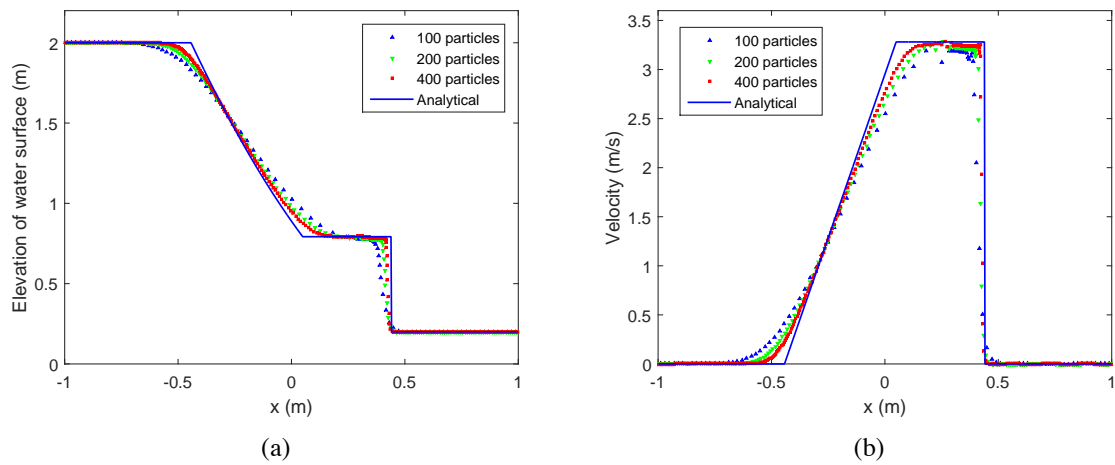 Elevation of water surface (m)
2
1.5
1
0.5
0
-1
-0.5
0
0.5
1
x (m)
100 particles
200 particles
400 particles
Analytical
(a)
Velocity (m/s)
3.5
3
2.5
2
1.5
1
0.5
0
-1
-0.5
0
0.5
1
x (m)
100 particles
200 particles
400 particles
Analytical
(b)